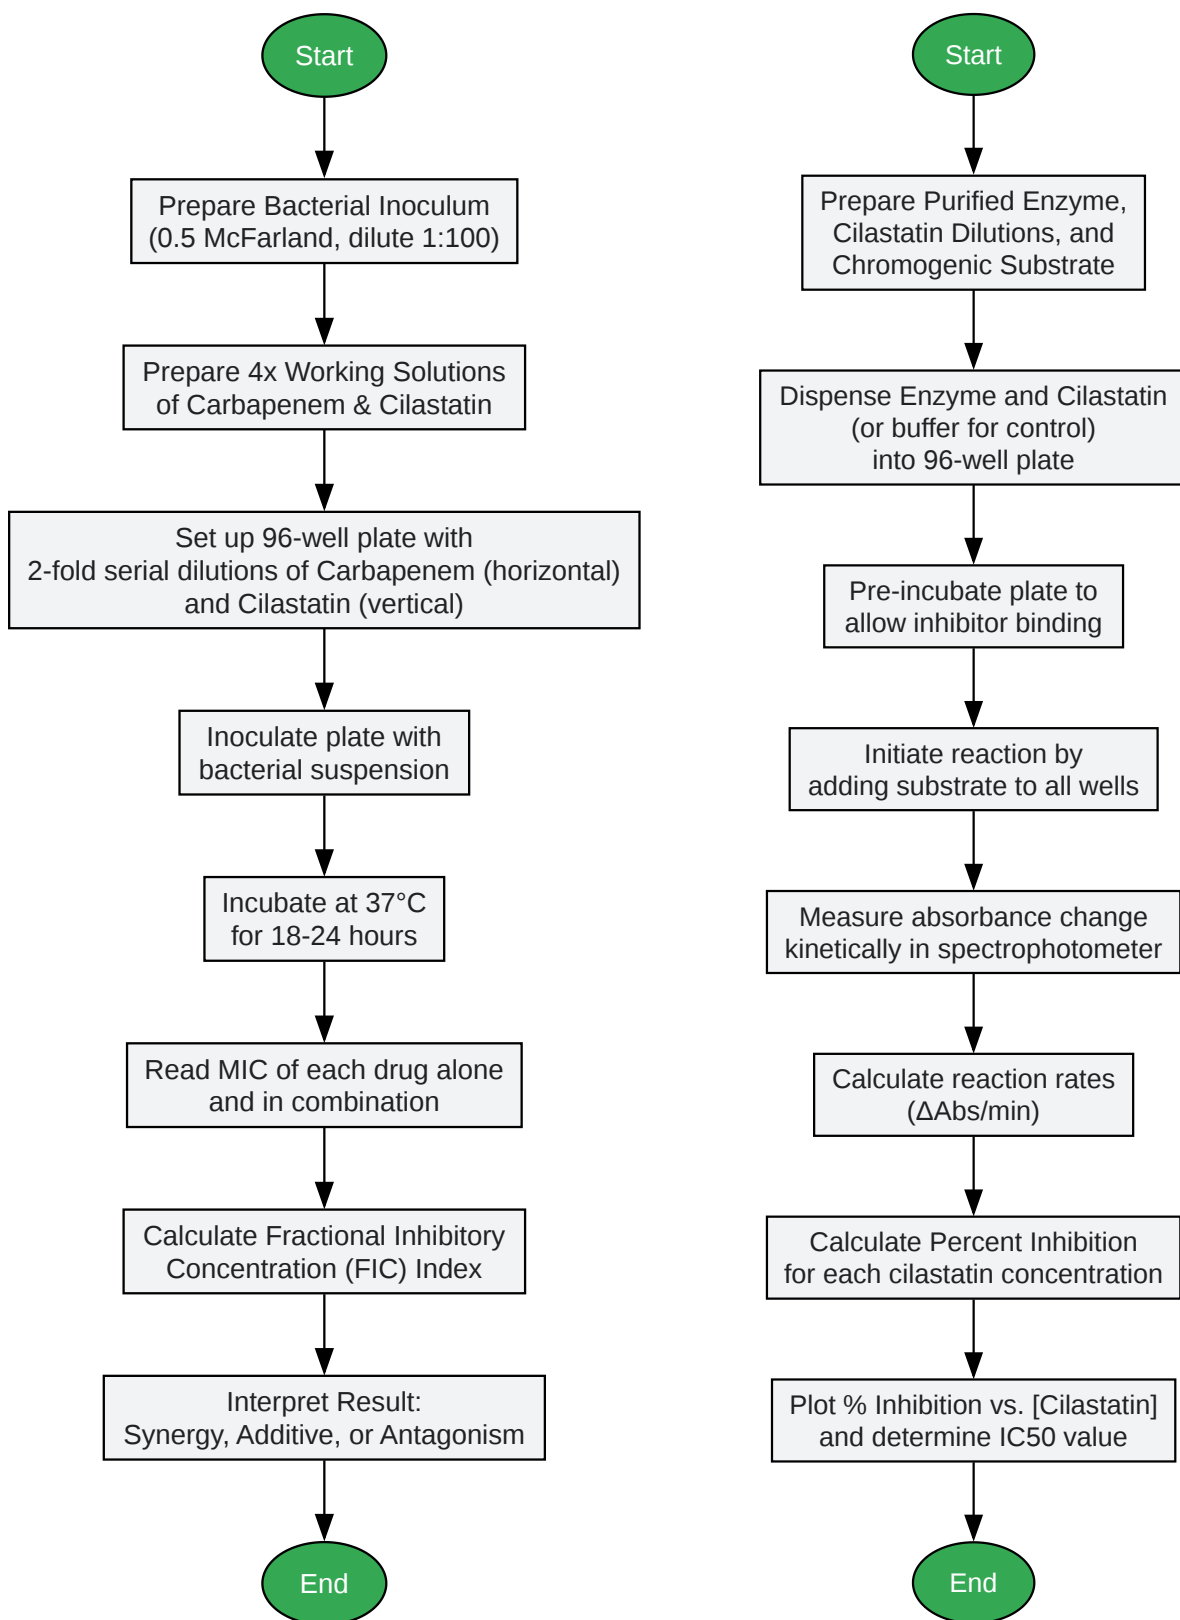 Start
Prepare Bacterial Inoculum
(0.5 McFarland, dilute 1:100)
Prepare 4x Working Solutions
of Carbapenem & Cilastatin
Set up 96-well plate with
2-fold serial dilutions of Carbapenem (horizontal)
and Cilastatin (vertical)
Inoculate plate with
bacterial suspension
Incubate at 37°C
for 18-24 hours
Read MIC of each drug alone
and in combination
Calculate Fractional Inhibitory
Concentration (FIC) Index
Interpret Result:
Synergy, Additive, or Antagonism
End
Start
Prepare Purified Enzyme,
Cilastatin Dilutions, and
Chromogenic Substrate
Dispense Enzyme and Cilastatin
(or buffer for control)
into 96-well plate
Pre-incubate plate to
allow inhibitor binding
Initiate reaction by
adding substrate to all wells
Measure absorbance change
kinetically in spectrophotometer
Calculate reaction rates
(ΔAbs/min)
Calculate Percent Inhibition
for each cilastatin concentration
Plot % Inhibition vs. [Cilastatin]
and determine IC50 value
End